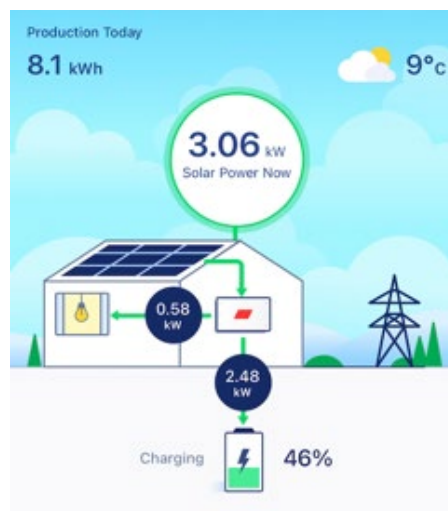 Production Today
8.1 kWh
9°c
3.06 kW
Solar Power Now
0.58
kW
2.48
kW
Charging
46%